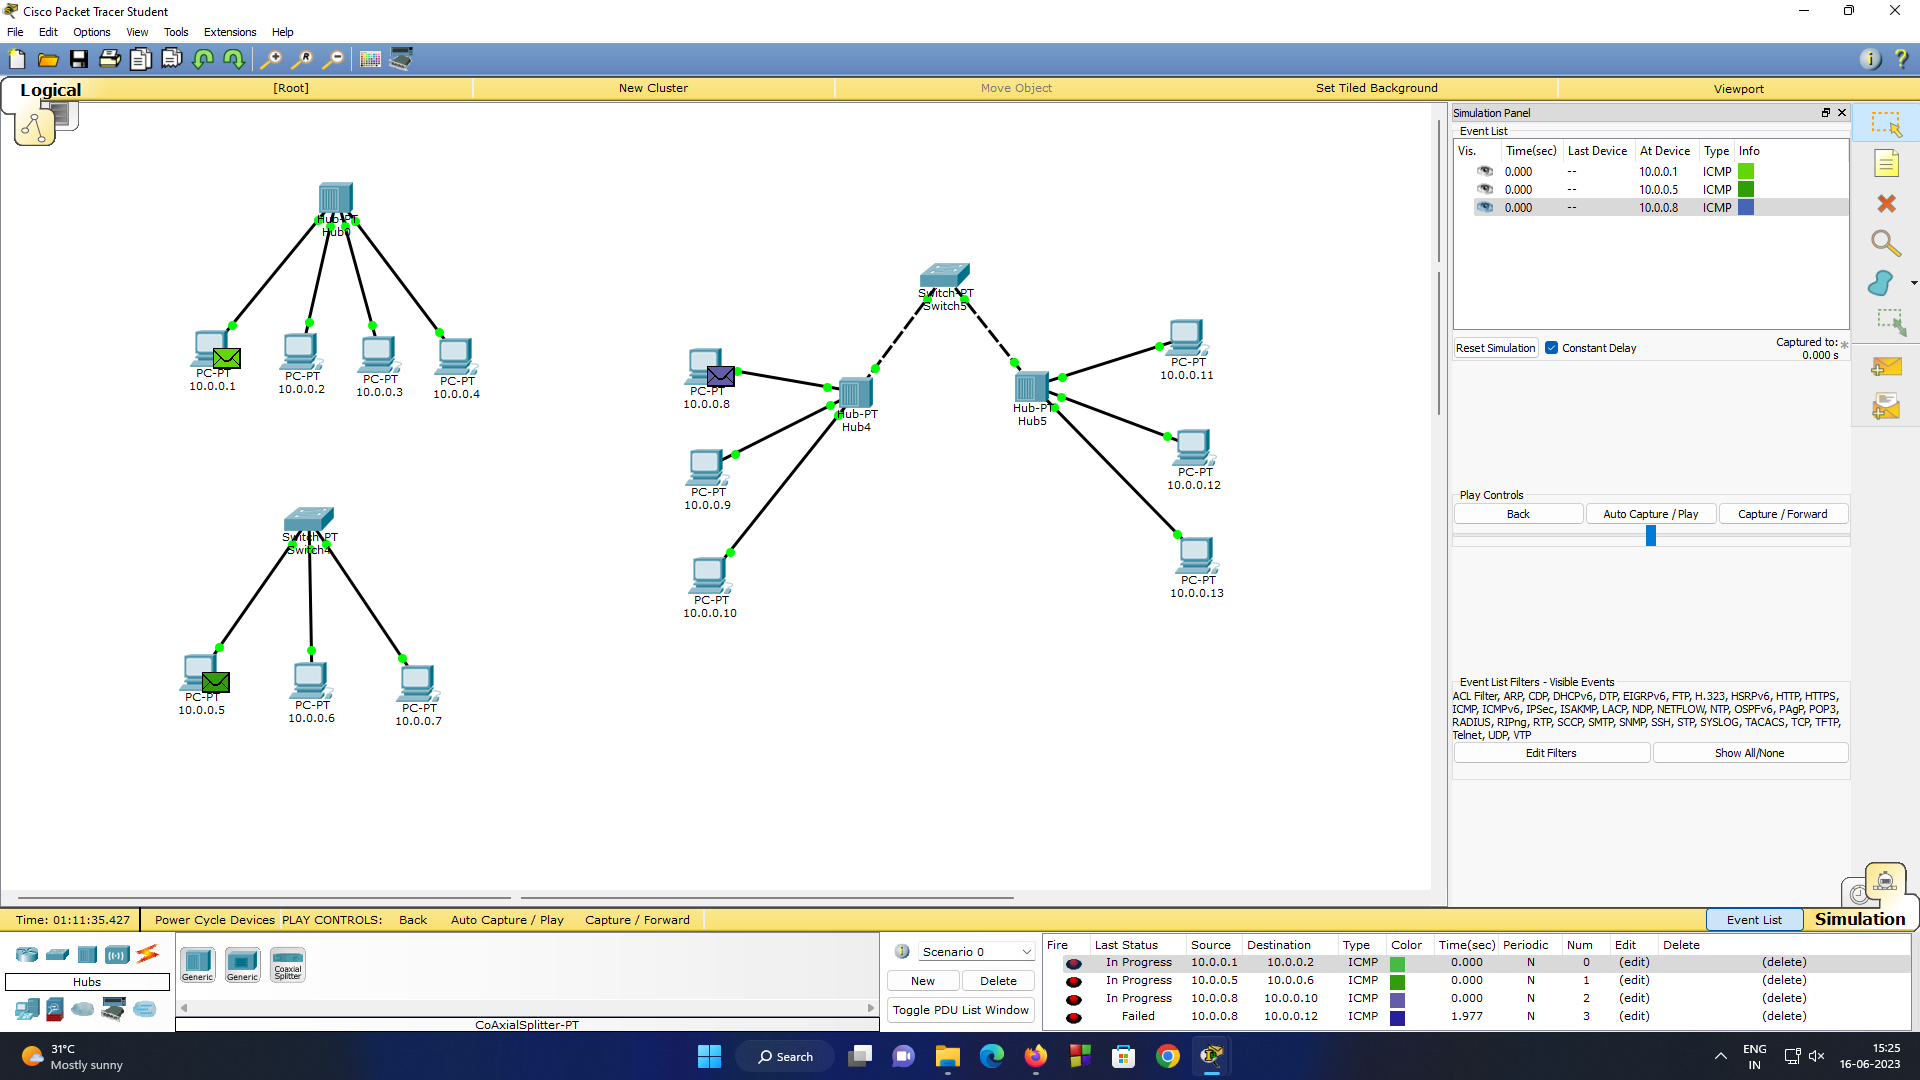 Cisco Packet Tracer Student
File Edit Options View Tools Extensions Help
Logical [Root] New Cluster Move Object Set Tiled Background Viewport
Hub-PT
Hub0
PC-PT
10.0.0.1
PC-PT
10.0.0.2
PC-PT
10.0.0.3
PC-PT
10.0.0.4
Switch-PT
Switch4
PC-PT
10.0.0.5
PC-PT
10.0.0.6
PC-PT
10.0.0.7
Switch-PT
Switch5
PC-PT
10.0.0.8
Hub-PT
Hub4
PC-PT
10.0.0.9
PC-PT
10.0.0.10
Hub-PT
Hub5
PC-PT
10.0.0.11
PC-PT
10.0.0.12
PC-PT
10.0.0.13
Simulation Panel
Event List
Vis. Time(sec) Last Device At Device Type Info
0.000 -- 10.0.0.1 ICMP
0.000 -- 10.0.0.5 ICMP
0.000 -- 10.0.0.8 ICMP
Reset Simulation Constant Delay Captured to: *
0.000 s
Play Controls
Back Auto Capture / Play Capture / Forward
Event List Filters - Visible Events
ACL Filter, ARP, CDP, DHCPv6, DTP, EIGRPv6, FTP, H.323, HSRPv6, HTTP, HTTPS,
ICMP, ICMPv6, IPSec, ISAKMP, LACP, NDP, NETFLOW, NTP, OSPFv6, PAgP, POP3,
RADIUS, RIPng, RTP, SCCP, SMTP, SNMP, SSH, STP, SYSLOG, TACACS, TCP, TFTP,
Telnet, UDP, VTP
Edit Filters Show All/None
Time: 01:11:35.427 Power Cycle Devices PLAY CONTROLS: Back Auto Capture / Play Capture / Forward Event List Simulation
Hubs
Generic Generic Coaxial Splitter
CoAxialSplitter-PT
Scenario 0
New Delete
Toggle PDU List Window
Fire Last Status Source Destination Type Color Time(sec) Periodic Num Edit Delete
In Progress 10.0.0.1 10.0.0.2 ICMP 0.000 N 0 (edit) (delete)
In Progress 10.0.0.5 10.0.0.6 ICMP 0.000 N 1 (edit) (delete)
In Progress 10.0.0.8 10.0.0.10 ICMP 0.000 N 2 (edit) (delete)
Failed 10.0.0.8 10.0.0.12 ICMP 1.977 N 3 (edit) (delete)
31°C
Mostly sunny
Search
ENG
IN
15:25
16-06-2023